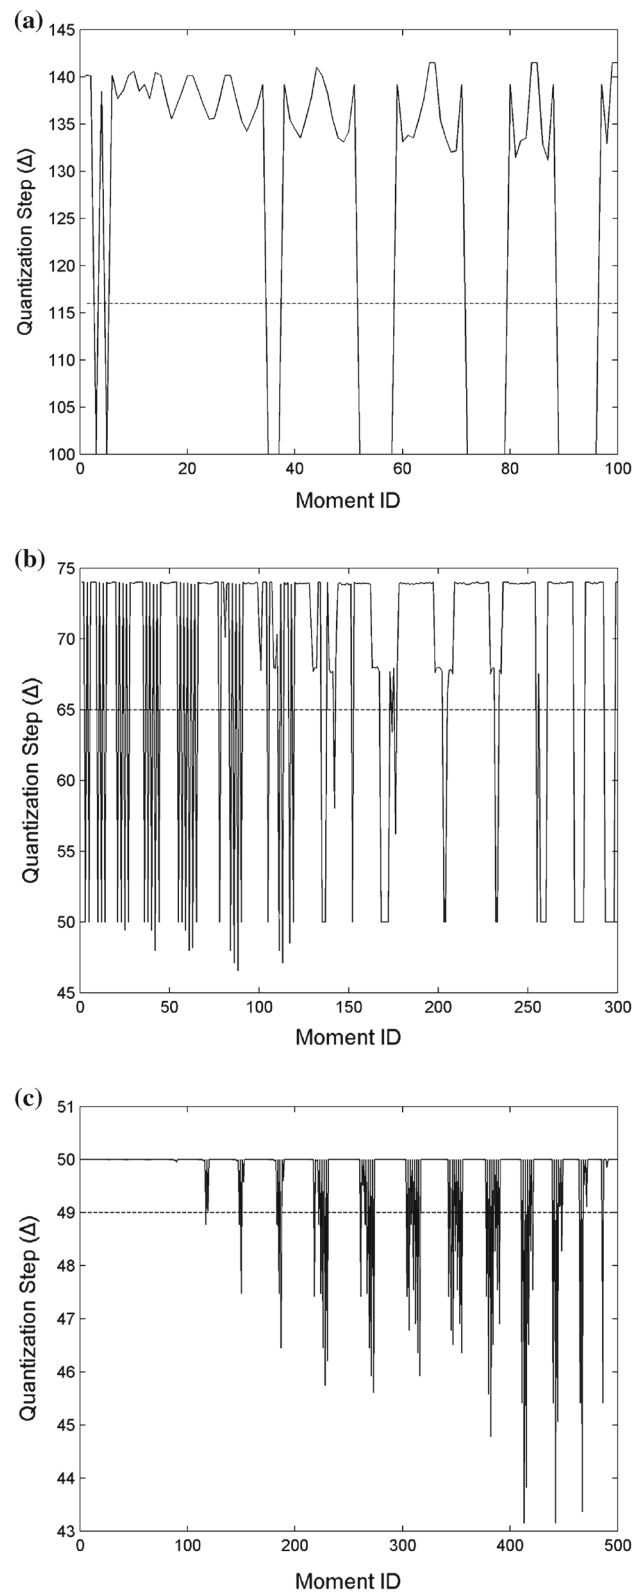 (a)
145
140
135
130
125
120
115
110
105
100
Quantization Step (Δ)
0 20 40 60 80 100
Moment ID
(b)
75
70
65
60
55
50
45
Quantization Step (Δ)
0 50 100 150 200 250 300
Moment ID
(c)
51
50
49
48
47
46
45
44
43
Quantization Step (Δ)
0 100 200 300 400 500
Moment ID